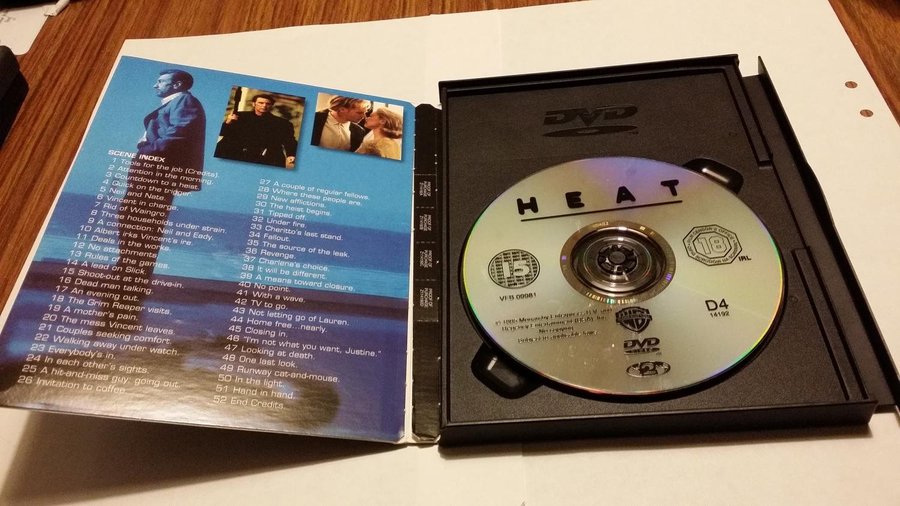 SCENE INDEX
1 Tools for the job (Credits).
2 Attention in the morning.
3 Countdown to a heist.
4 Quick on the trigger.
5 Neil and Nate.
6 Vincent in charge.
7 Rid of Waingro.
8 Three households under strain.
9 A connection: Neil and Eady.
10 Albert irks Vincent's ire.
11 Deals in the works.
12 No attachments.
13 Rules of the games.
14 A lead on Slick.
15 Shoot-out at the drive-in.
16 Dead man talking.
17 An evening out.
18 The Grim Reaper visits.
19 A mother's pain.
20 The mess Vincent leaves.
21 Couples seeking comfort.
22 Walking away under watch.
23 Everybody's in.
24 In each other's sights.
25 A hit-and-miss guy, going out.
26 Invitation to coffee.
27 A couple of regular fellows.
28 Where these people are.
29 New afflictions.
30 The heist begins.
31 Tipped off.
32 Under fire.
33 Cheritto's last stand.
34 Fallout.
35 The source of the leak.
36 Revenge.
37 Charlene's choice.
38 It will be different.
39 A means toward closure.
40 No point.
41 With a wave.
42 TV to go.
43 Not letting go of Lauren.
44 Home free...nearly.
45 Closing in.
46 "I'm not what you want, Justine."
47 Looking at death.
48 One last look.
49 Runway cat-and-mouse.
50 In the light.
51 Hand in hand.
52 End Credits.
DVD
HEAT
15
VFB 09981
18
IRL
D4
14192
DVD
2